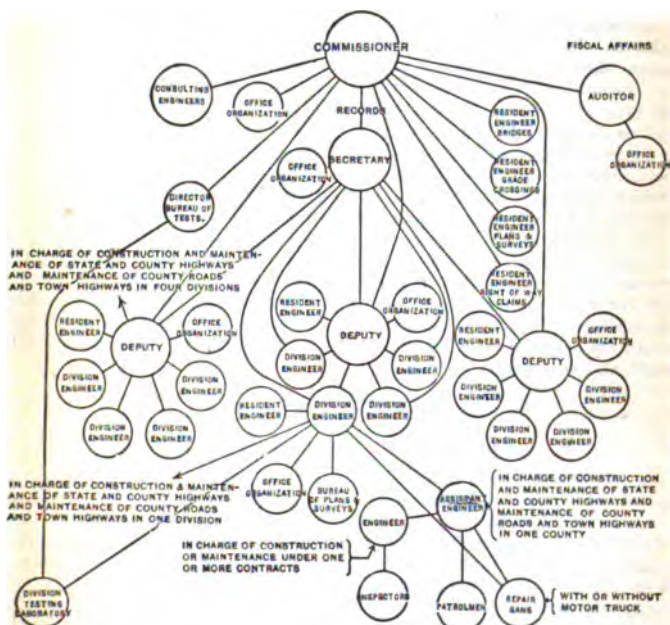 COMMISSIONER
FISCAL AFFAIRS
CONSULTING
ENGINEERS
OFFICE
ORGANIZATION
RECORDS
RESIDENT
ENGINEER
BRIDGES
AUDITOR
OFFICE
ORGANIZATION
OFFICE
ORGANIZATION
SECRETARY
RESIDENT
ENGINEER
GRADE
CROSSINGS
DIRECTOR
BUREAU OF
TESTS.
RESIDENT
ENGINEER
PLANS &
SURVEYS
IN CHARGE OF CONSTRUCTION AND MAINTEN-
ANCE OF STATE AND COUNTY HIGHWAYS
AND MAINTENANCE OF COUNTY ROADS
AND TOWN HIGHWAYS IN FOUR DIVISIONS
RESIDENT
ENGINEER
RIGHT OF WAY
CLAIMS
RESIDENT
ENGINEER
OFFICE
ORGANIZATION
DEPUTY
DIVISION
ENGINEER
DIVISION
ENGINEER
DIVISION
ENGINEER
DIVISION
ENGINEER
RESIDENT
ENGINEER
OFFICE
ORGANIZATION
DEPUTY
DIVISION
ENGINEER
DIVISION
ENGINEER
RESIDENT
ENGINEER
DIVISION
ENGINEER
DIVISION
ENGINEER
RESIDENT
ENGINEER
OFFICE
ORGANIZATION
DEPUTY
DIVISION
ENGINEER
DIVISION
ENGINEER
DIVISION
ENGINEER
DIVISION
ENGINEER
IN CHARGE OF CONSTRUCTION & MAINTEN-
ANCE OF STATE AND COUNTY HIGHWAYS
AND MAINTENANCE OF COUNTY ROADS
AND TOWN HIGHWAYS IN ONE DIVISION
OFFICE
ORGANIZATION
BUREAU
OF PLANS &
SURVEYS
ASSISTANT
ENGINEER
IN CHARGE OF CONSTRUCTION
AND MAINTENANCE OF STATE
AND COUNTY HIGHWAYS AND
MAINTENANCE OF COUNTY
ROADS AND TOWN HIGHWAYS
IN ONE COUNTY
ENGINEER
IN CHARGE OF CONSTRUCTION
OR MAINTENANCE UNDER ONE
OR MORE CONTRACTS
DIVISION
TESTING
LABORATORY
INSPECTORS
PATROLMEN
REPAIR
GANG
WITH OR WITHOUT
MOTOR TRUCK